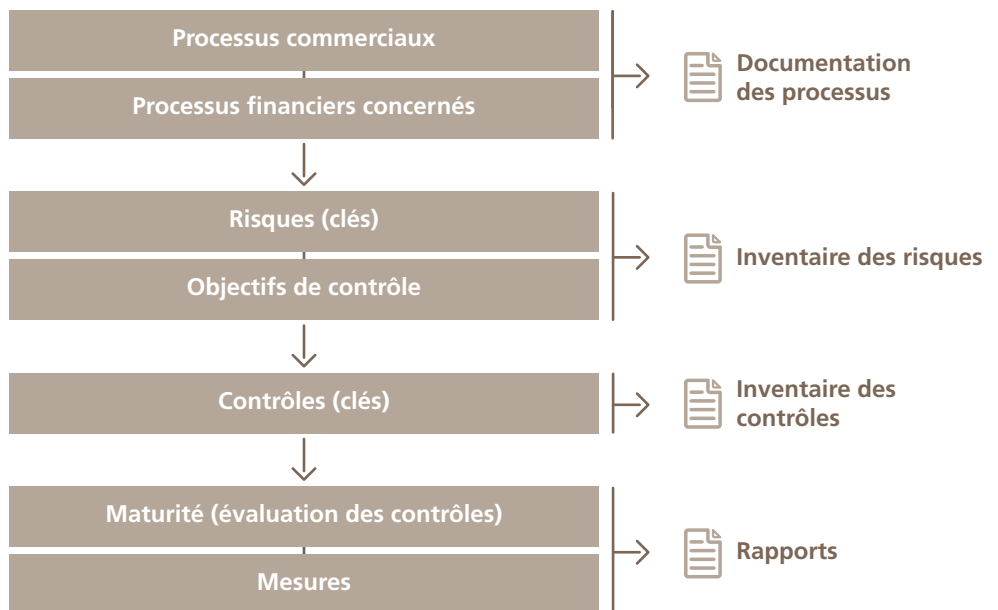 Processus commerciaux
Processus financiers concernés
Documentation
des processus
Risques (clés)
Objectifs de contrôle
Inventaire des risques
Contrôles (clés)
Inventaire des
contrôles
Maturité (évaluation des contrôles)
Mesures
Rapports